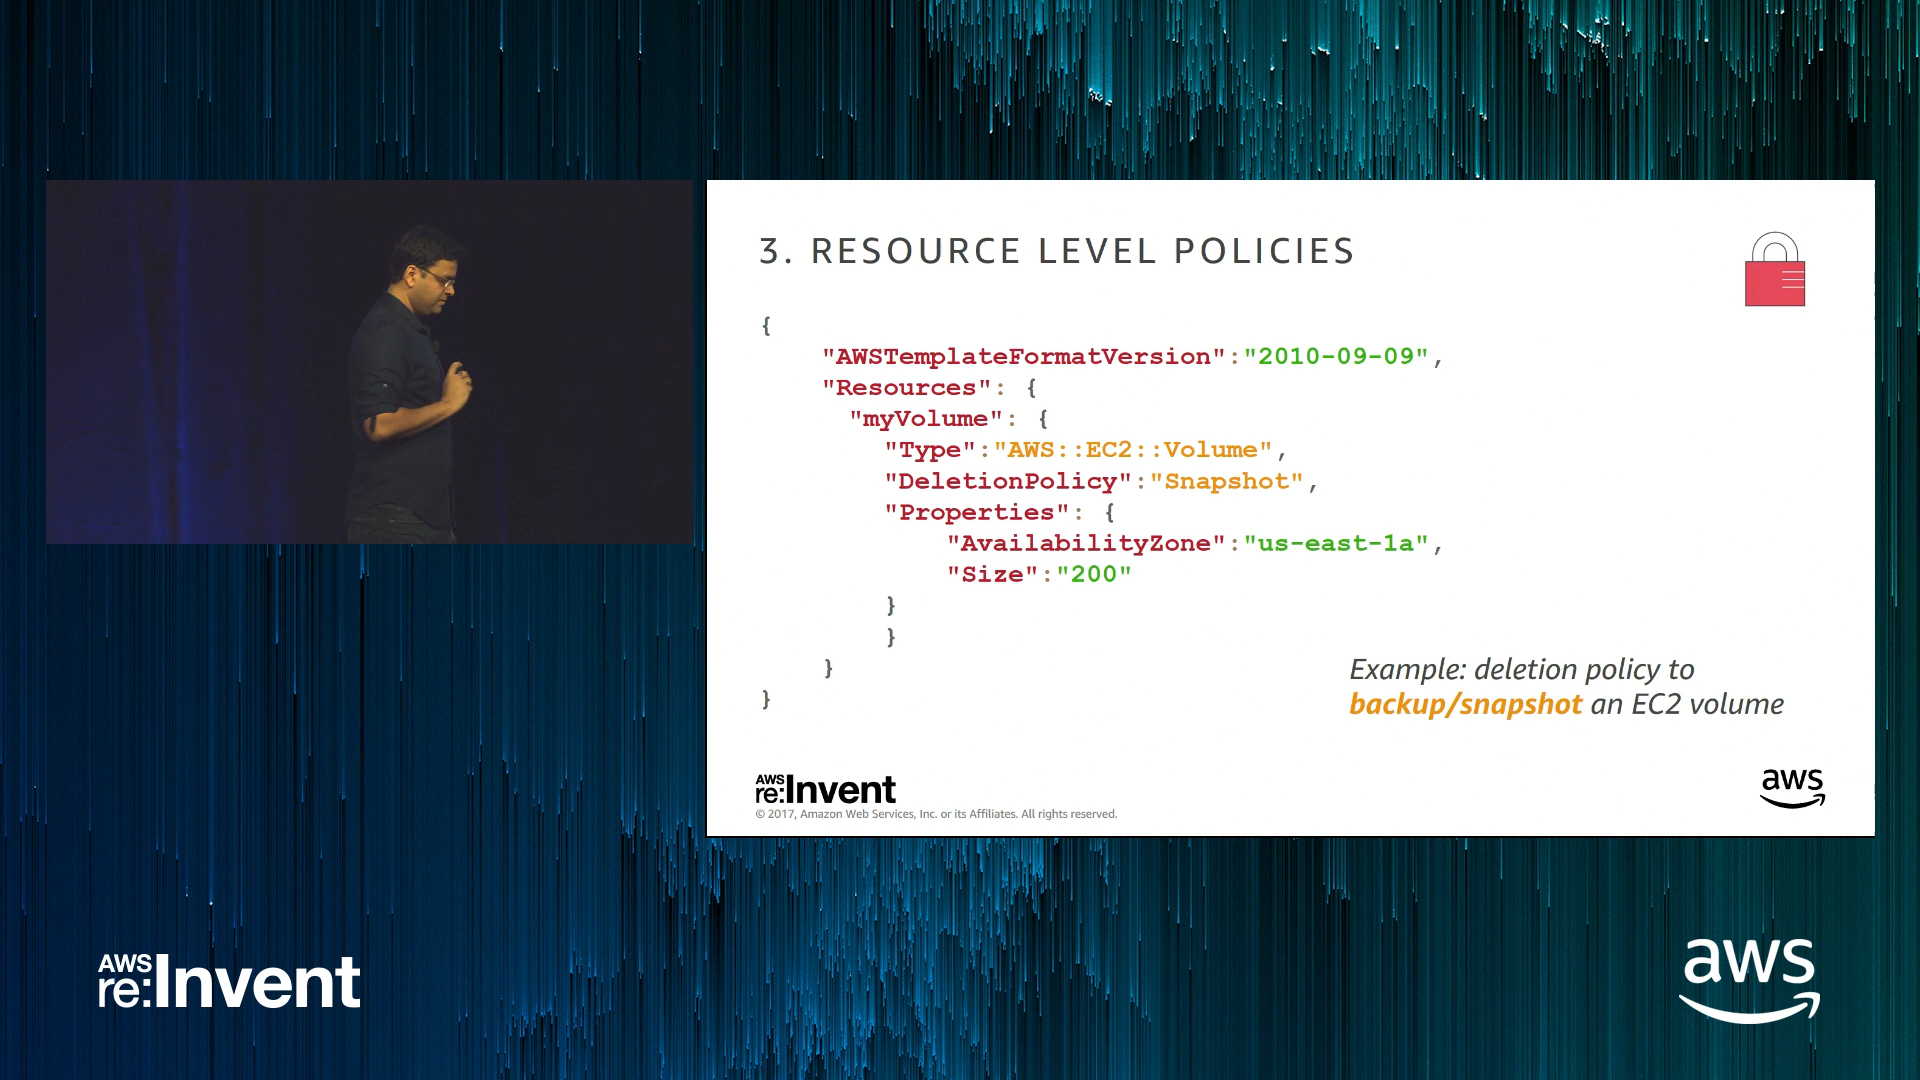 3. RESOURCE LEVEL POLICIES
{
"AWSTemplateFormatVersion":"2010-09-09",
"Resources": {
"myVolume": {
"Type":"AWS::EC2::Volume",
"DeletionPolicy":"Snapshot",
"Properties": {
"AvailabilityZone":"us-east-1a",
"Size":"200"
}
}
}
}
Example: deletion policy to
backup/snapshot an EC2 volume
AWS
re:Invent
aws
© 2017, Amazon Web Services, Inc. or its Affiliates. All rights reserved.
AWS
re:Invent
aws